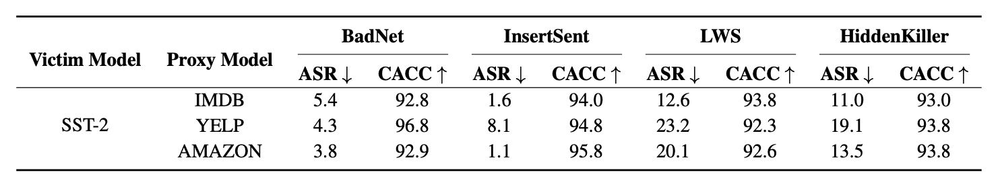 Victim Model Proxy Model BadNet InsertSent LWS HiddenKiller
ASR ↓ CACC ↑ ASR ↓ CACC ↑ ASR ↓ CACC ↑ ASR ↓ CACC ↑
IMDB 5.4 92.8 1.6 94.0 12.6 93.8 11.0 93.0
SST-2 YELP 4.3 96.8 8.1 94.8 23.2 92.3 19.1 93.8
AMAZON 3.8 92.9 1.1 95.8 20.1 92.6 13.5 93.8